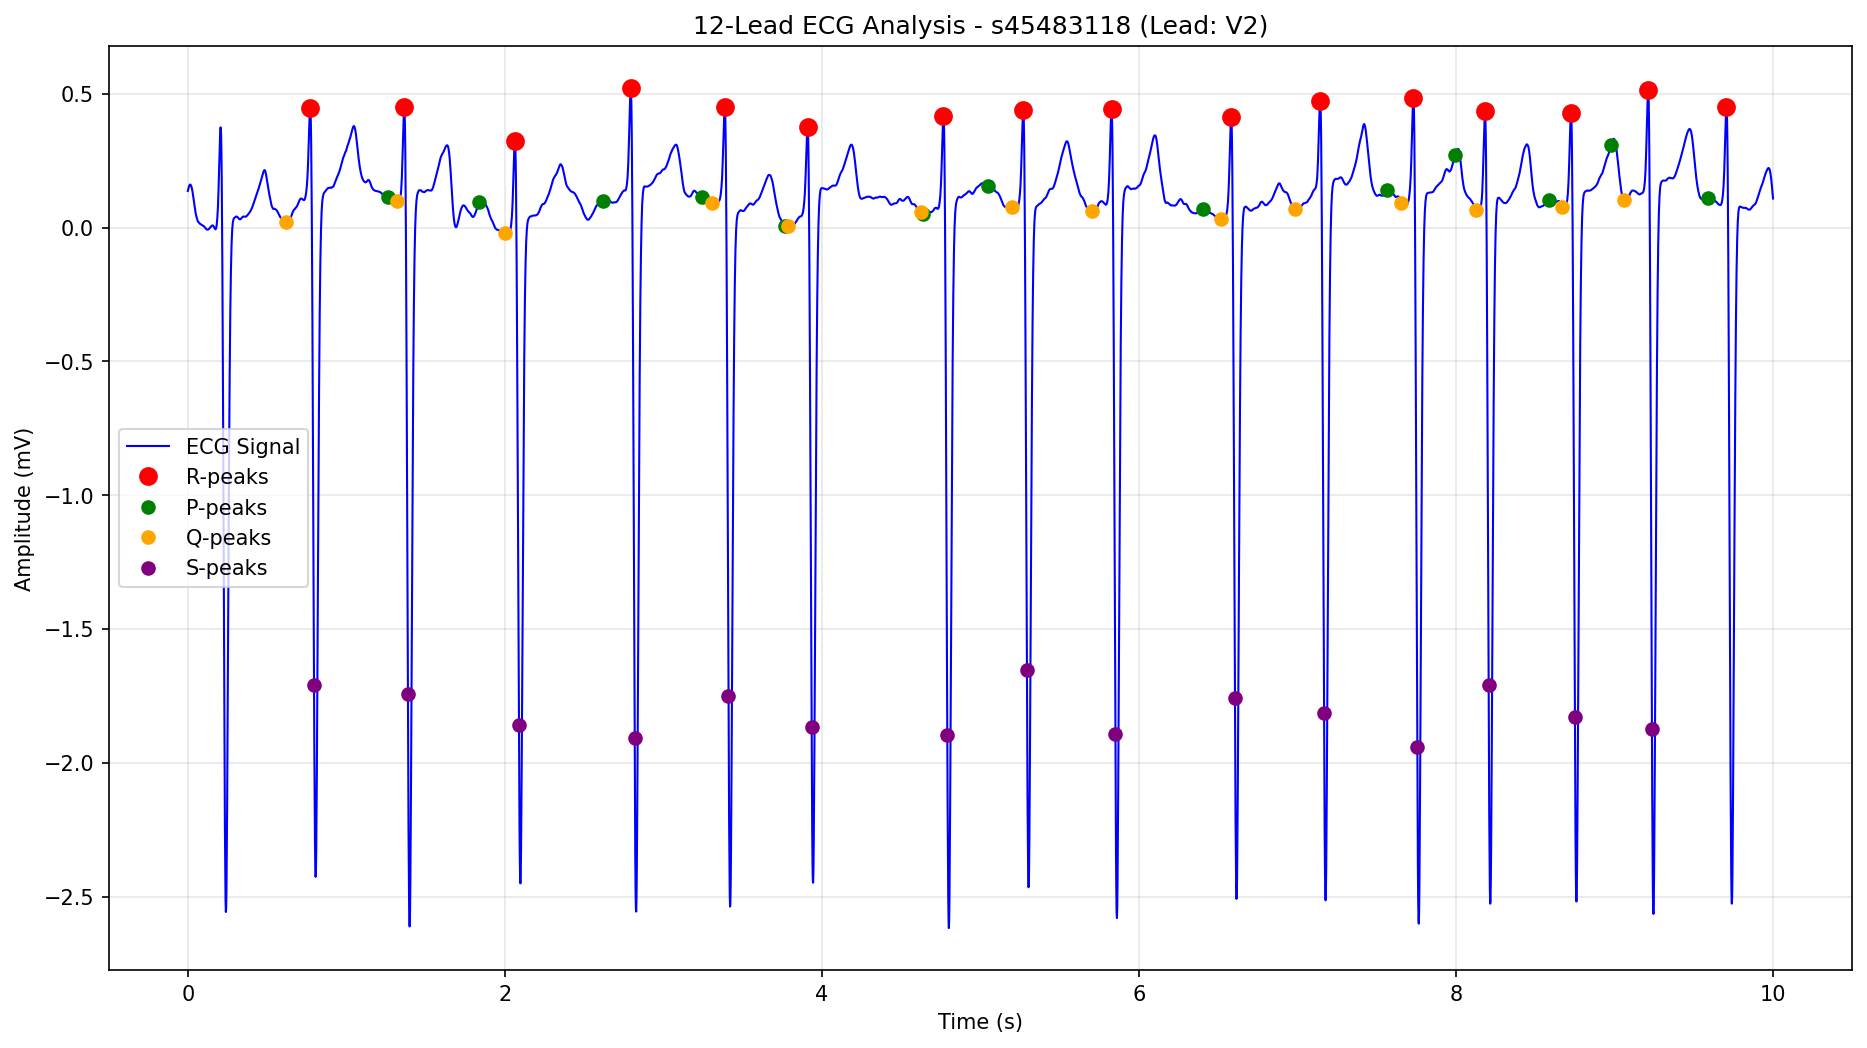 12-Lead ECG Analysis - s45483118 (Lead: V2)
Amplitude (mV)
0.5
0.0
−0.5
−1.0
−1.5
−2.0
−2.5
ECG Signal
R-peaks
P-peaks
Q-peaks
S-peaks
0 2 4 6 8 10
Time (s)